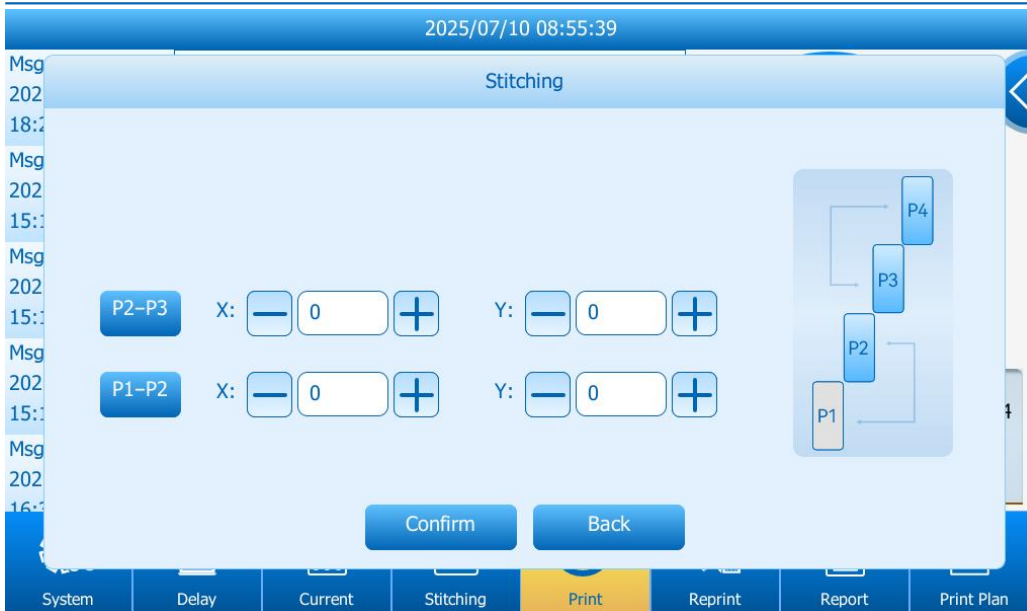 2025/07/10 08:55:39
Stitching
Msg
202
18:2
Msg
202
15:1
Msg
202
15:1
Msg
202
15:1
Msg
202
P4
P3
P2
P1
P2-P3 X: 0 Y: 0
P1-P2 X: 0 Y: 0
4
Confirm Back
System Delay Current Stitching Print Reprint Report Print Plan